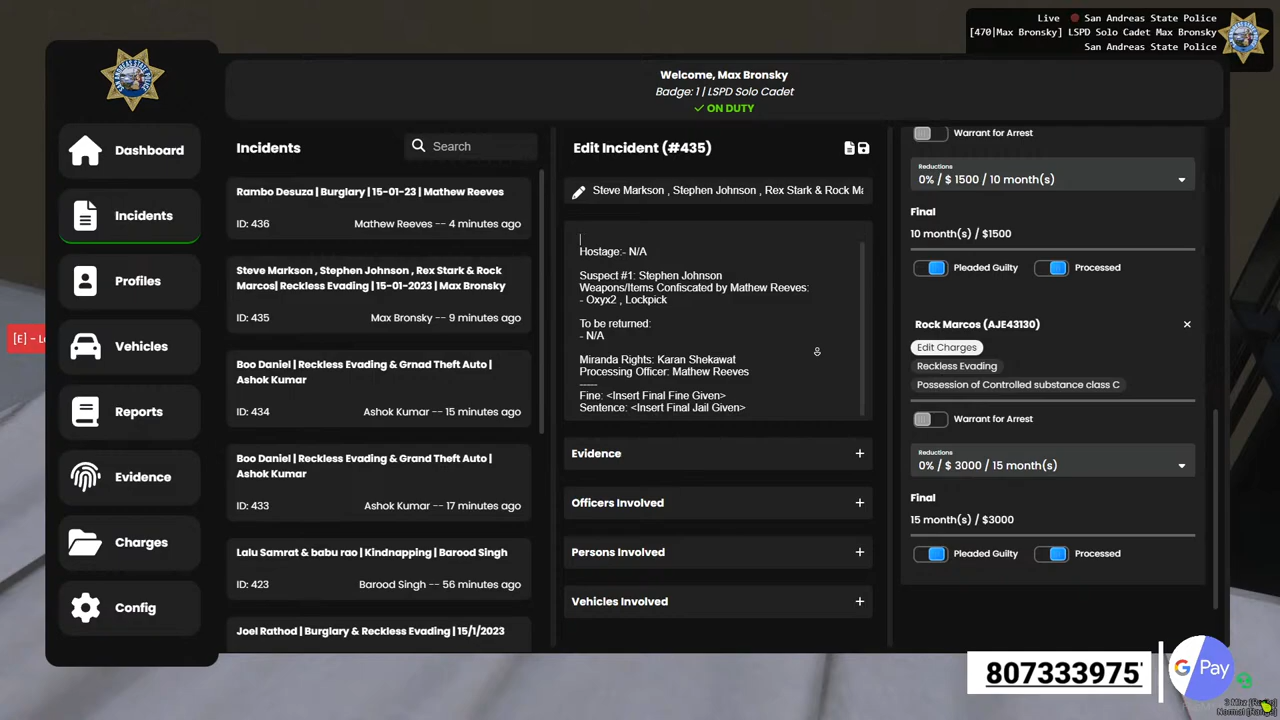 Live San Andreas State Police
[470|Max Bronsky] LSPD Solo Cadet Max Bronsky
San Andreas State Police
Welcome, Max Bronsky
Badge: 1 | LSPD Solo Cadet
ON DUTY
Dashboard
Incidents
Profiles
Vehicles
Reports
Evidence
Charges
Config
[E] - L
Incidents
Search
Rambo Desuza | Burglary | 15-01-23 | Mathew Reeves
ID: 436 Mathew Reeves -- 4 minutes ago
Steve Markson , Stephen Johnson , Rex Stark & Rock
Marcos| Reckless Evading | 15-01-2023 | Max Bronsky
ID: 435 Max Bronsky -- 9 minutes ago
Boo Daniel | Reckless Evading & Grnad Theft Auto |
Ashok Kumar
ID: 434 Ashok Kumar -- 15 minutes ago
Boo Daniel | Reckless Evading & Grand Theft Auto |
Ashok Kumar
ID: 433 Ashok Kumar -- 17 minutes ago
Lalu Samrat & babu rao | Kindnapping | Barood Singh
ID: 423 Barood Singh -- 56 minutes ago
Joel Rathod | Burglary & Reckless Evading | 15/1/2023
Edit Incident (#435)
Steve Markson , Stephen Johnson , Rex Stark & Rock Ma
Hostage:- N/A
Suspect #1: Stephen Johnson
Weapons/Items Confiscated by Mathew Reeves:
- Oxyx2 , Lockpick
To be returned:
- N/A
Miranda Rights: Karan Shekawat
Processing Officer: Mathew Reeves
-----
Fine: <Insert Final Fine Given>
Sentence: <Insert Final Jail Given>
Evidence
Officers Involved
Persons Involved
Vehicles Involved
Warrant for Arrest
Reductions
0% / $ 1500 / 10 month(s)
Final
10 month(s) / $1500
Pleaded Guilty Processed
Rock Marcos (AJE43130)
Edit Charges
Reckless Evading
Possession of Controlled substance class C
Warrant for Arrest
Reductions
0% / $ 3000 / 15 month(s)
Final
15 month(s) / $3000
Pleaded Guilty Processed
807333975
G Pay